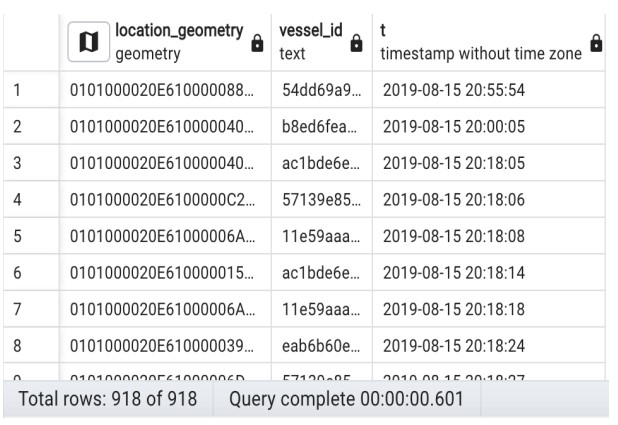 location_geometry vessel_id t
geometry text timestamp without time zone
1 0101000020E610000088... 54dd69a9... 2019-08-15 20:55:54
2 0101000020E610000040... b8ed6fea... 2019-08-15 20:00:05
3 0101000020E610000040... ac1bde6e... 2019-08-15 20:18:05
4 0101000020E6100000C2... 57139e85... 2019-08-15 20:18:06
5 0101000020E61000006A... 11e59aaa... 2019-08-15 20:18:08
6 0101000020E610000015... ac1bde6e... 2019-08-15 20:18:14
7 0101000020E61000006A... 11e59aaa... 2019-08-15 20:18:18
8 0101000020E610000039... eab6b60e... 2019-08-15 20:18:24
Total rows: 918 of 918 Query complete 00:00:00.601